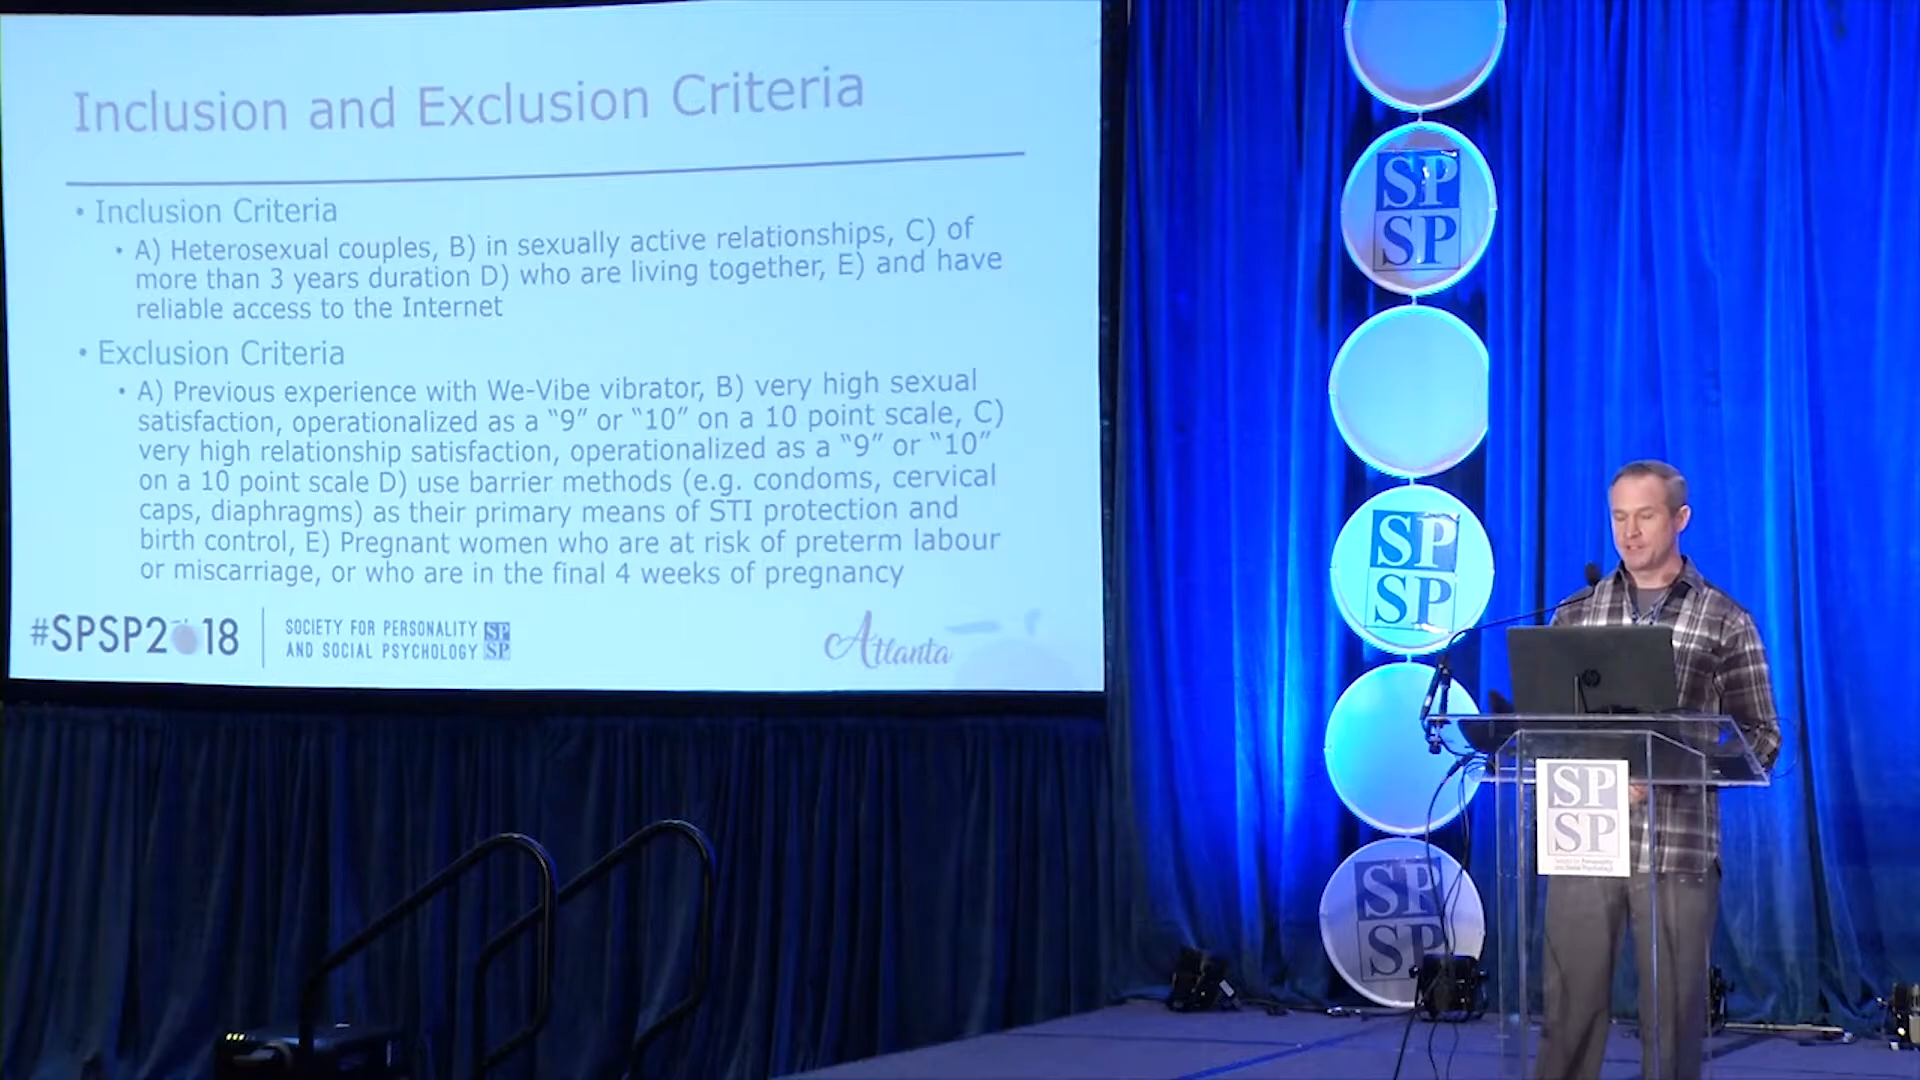 Inclusion and Exclusion Criteria
• Inclusion Criteria
• A) Heterosexual couples, B) in sexually active relationships, C) of
more than 3 years duration D) who are living together, E) and have
reliable access to the Internet
• Exclusion Criteria
• A) Previous experience with We-Vibe vibrator, B) very high sexual
satisfaction, operationalized as a “9” or “10” on a 10 point scale, C)
very high relationship satisfaction, operationalized as a “9” or “10”
on a 10 point scale D) use barrier methods (e.g. condoms, cervical
caps, diaphragms) as their primary means of STI protection and
birth control, E) Pregnant women who are at risk of preterm labour
or miscarriage, or who are in the final 4 weeks of pregnancy
#SPSP2018
SOCIETY FOR PERSONALITY
AND SOCIAL PSYCHOLOGY
SP
SP
Atlanta
SP
SP
SP
SP
SP
SP
hp
SP
SP